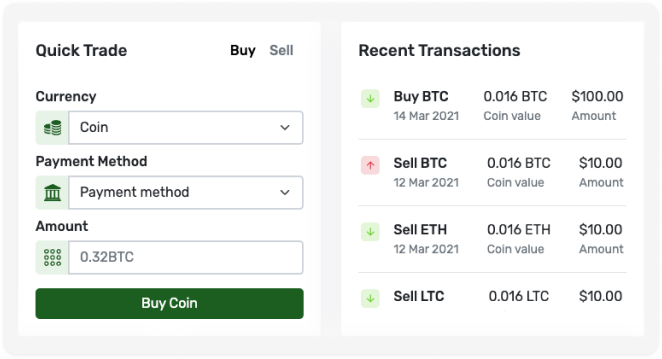 Quick Trade
Buy Sell
Currency
Coin
Payment Method
Payment method
Amount
0.32BTC
Buy Coin
Recent Transactions
Buy BTC 0.016 BTC $100.00
14 Mar 2021 Coin value Amount
Sell BTC 0.016 BTC $10.00
12 Mar 2021 Coin value Amount
Sell ETH 0.016 ETH $10.00
12 Mar 2021 Coin value Amount
Sell LTC 0.016 LTC $10.00